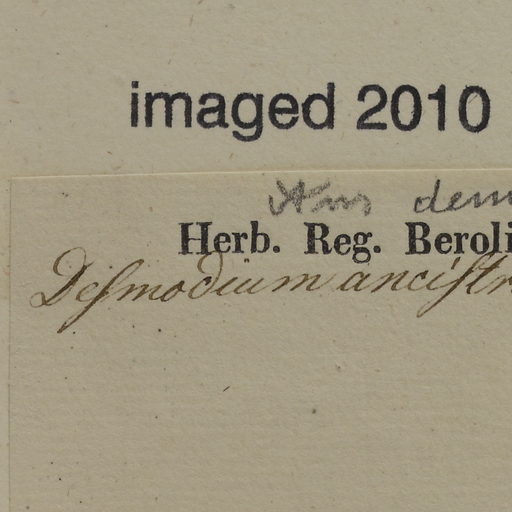 imaged 2010
dem
Herb. Reg. Beroli
Desmodium ancistr